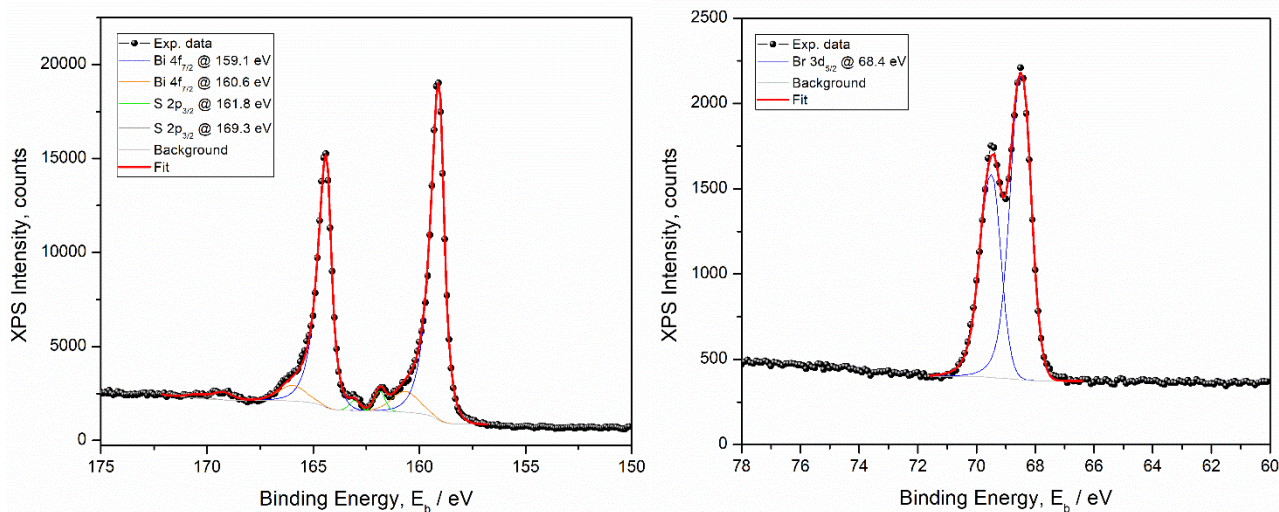 Exp. data
Bi 4f7/2 @ 159.1 eV
Bi 4f7/2 @ 160.6 eV
S 2p3/2 @ 161.8 eV
S 2p3/2 @ 169.3 eV
Background
Fit
XPS Intensity, counts
20000
15000
10000
5000
0
175
170
165
160
155
150
Binding Energy, Eb / eV
Exp. data
Br 3d5/2 @ 68.4 eV
Background
Fit
XPS Intensity, counts
2500
2000
1500
1000
500
0
78
76
74
72
70
68
66
64
62
60
Binding Energy, Eb / eV